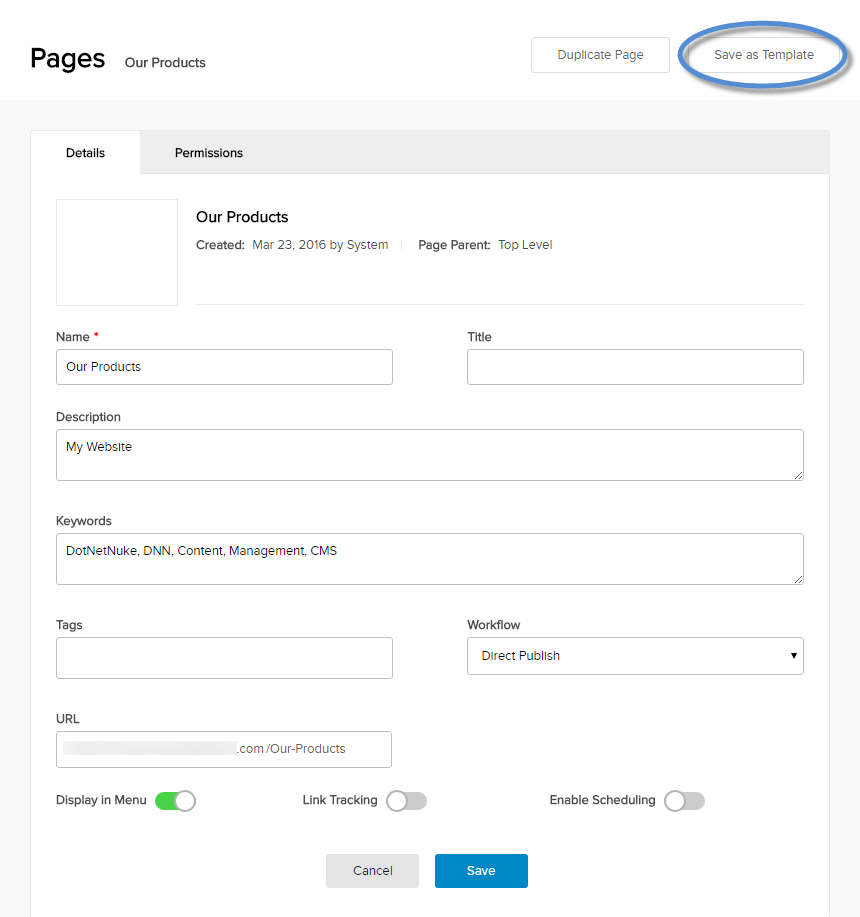 Pages Our Products Duplicate Page Save as Template
Details Permissions
Our Products
Created: Mar 23, 2016 by System Page Parent: Top Level
Name * Title
Our Products
Description
My Website
Keywords
DotNetNuke, DNN, Content, Management, CMS
Tags Workflow
Direct Publish
URL
.com /Our-Products
Display in Menu Link Tracking Enable Scheduling
Cancel Save